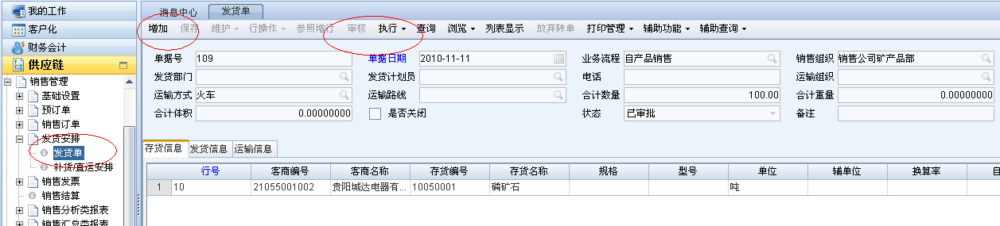 我的工作
客户化
财务会计
供应链
销售管理
基础设置
预订单
销售订单
发货安排
发货单
补货/直运安排
销售发票
销售结算
销售分析类报表
销售汇总类报表
消息中心 发货单
增加 保存 维护 行操作 参照增行 审核 执行 查询 浏览 列表显示 放弃转单 打印管理 辅助功能 辅助查询
单据号 109 单据日期 2010-11-11 业务流程 自产品销售 销售组织 销售公司矿产品部
发货部门 发货计划员 电话 运输组织
运输方式 火车 运输路线 合计数量 100.00 合计重量 0.00000000
合计体积 0.00000000 是否关闭 状态 已审批 备注
存货信息 发货信息 运输信息
行号 客商编号 客商名称 存货编号 存货名称 规格 型号 单位 辅单位 换算率 自
1 10 21055001002 贵阳城达电器有... 10050001 磷矿石 吨